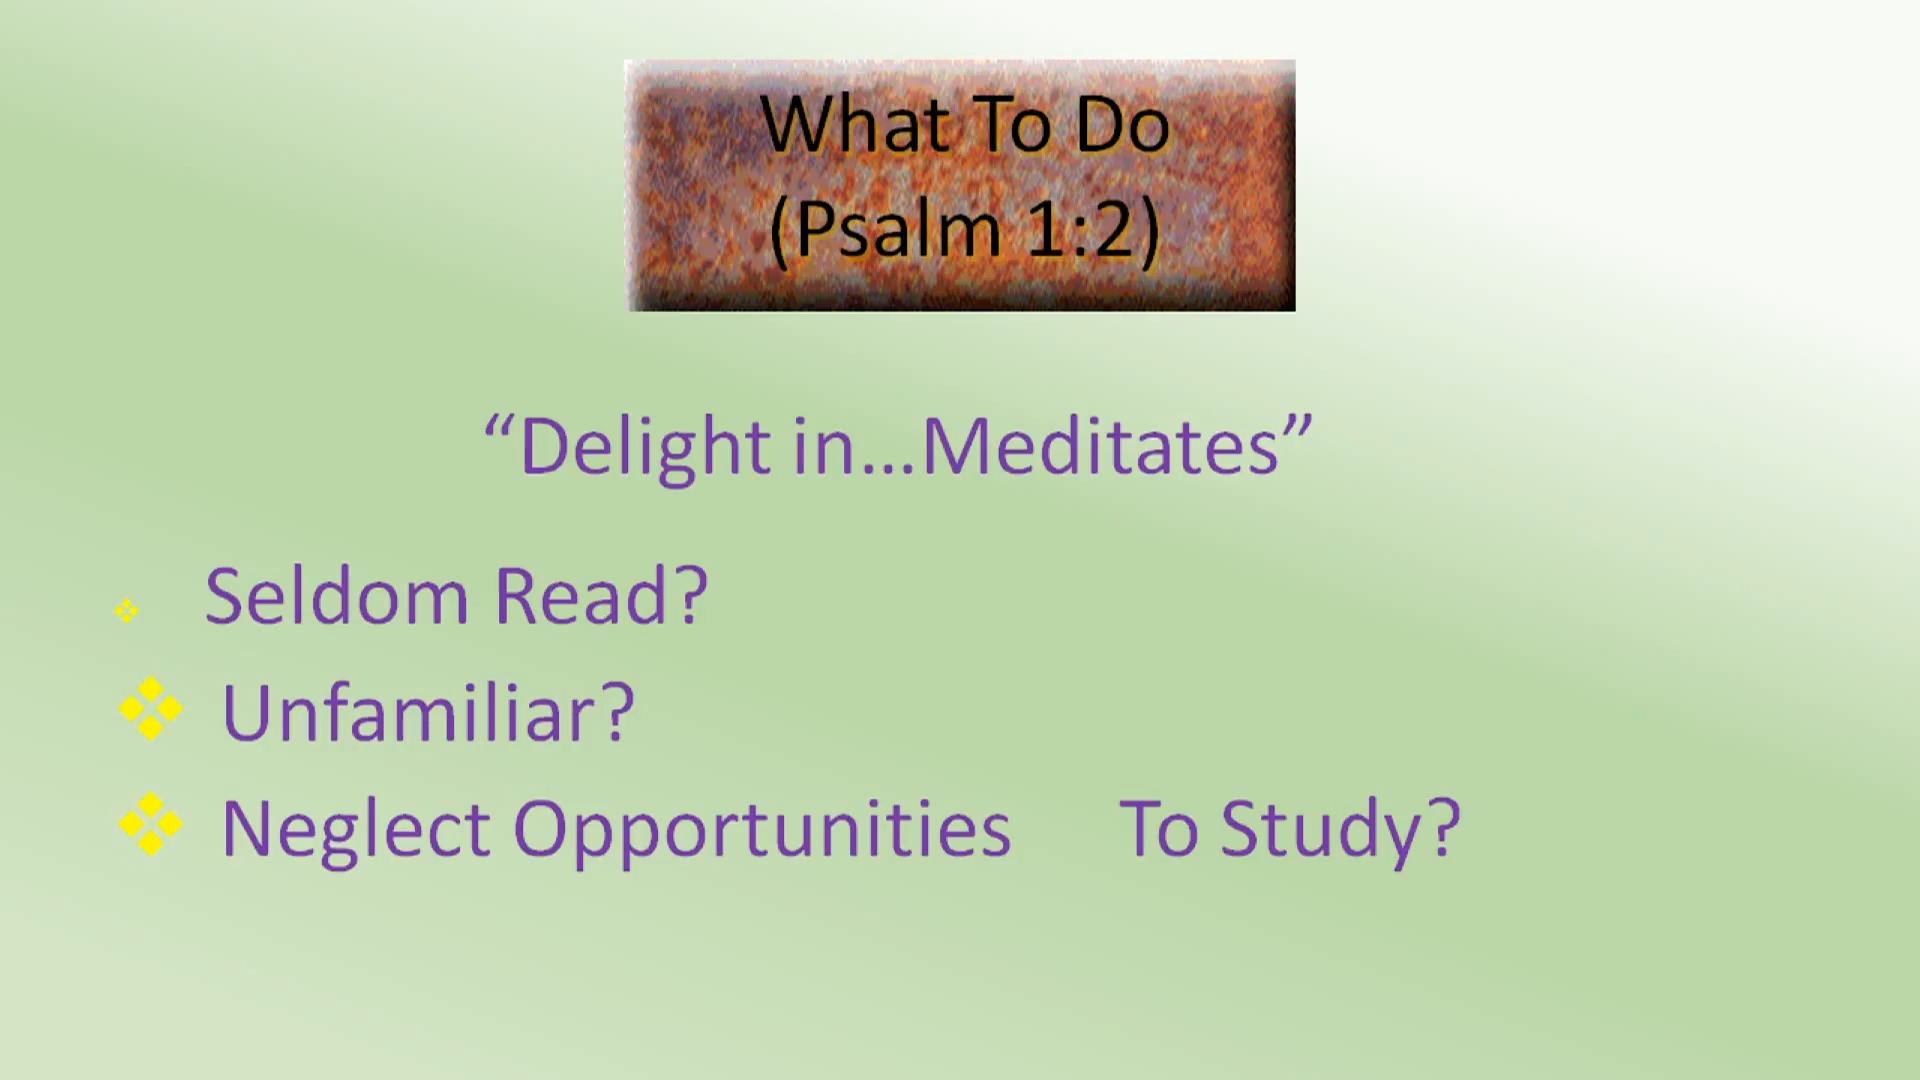 What To Do
(Psalm 1:2)
“Delight in…Meditates”
Seldom Read?
Unfamiliar?
Neglect Opportunities To Study?